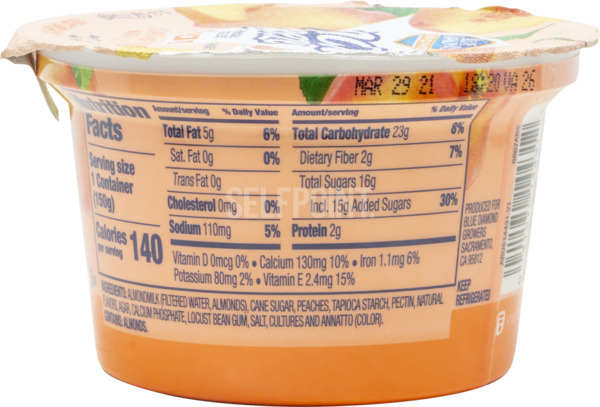 MAR 29 21
Nutrition
Facts
Serving size
1 Container
(150g)
Calories 140
per serving
Amount/serving % Daily Value
Total Fat 5g 6%
Sat. Fat 0g 0%
Trans Fat 0g
Cholesterol 0mg 0%
Sodium 110mg 5%
Amount/serving % Daily Value
Total Carbohydrate 23g 8%
Dietary Fiber 2g 7%
Total Sugars 16g
Incl. 15g Added Sugars 30%
Protein 2g
Vitamin D 0mcg 0% • Calcium 130mg 10% • Iron 1.1mg 6%
Potassium 80mg 2% • Vitamin E 2.4mg 15%
INGREDIENTS: ALMONDMILK (FILTERED WATER, ALMONDS), CANE SUGAR, PEACHES, TAPIOCA STARCH, PECTIN, NATURAL
FLAVORS, AGAR, CALCIUM PHOSPHATE, LOCUST BEAN GUM, SALT, CULTURES AND ANNATTO (COLOR).
CONTAINS: ALMONDS.
PRODUCED FOR
BLUE DIAMOND
GROWERS
SACRAMENTO,
CA 95812
KEEP
REFRIGERATED